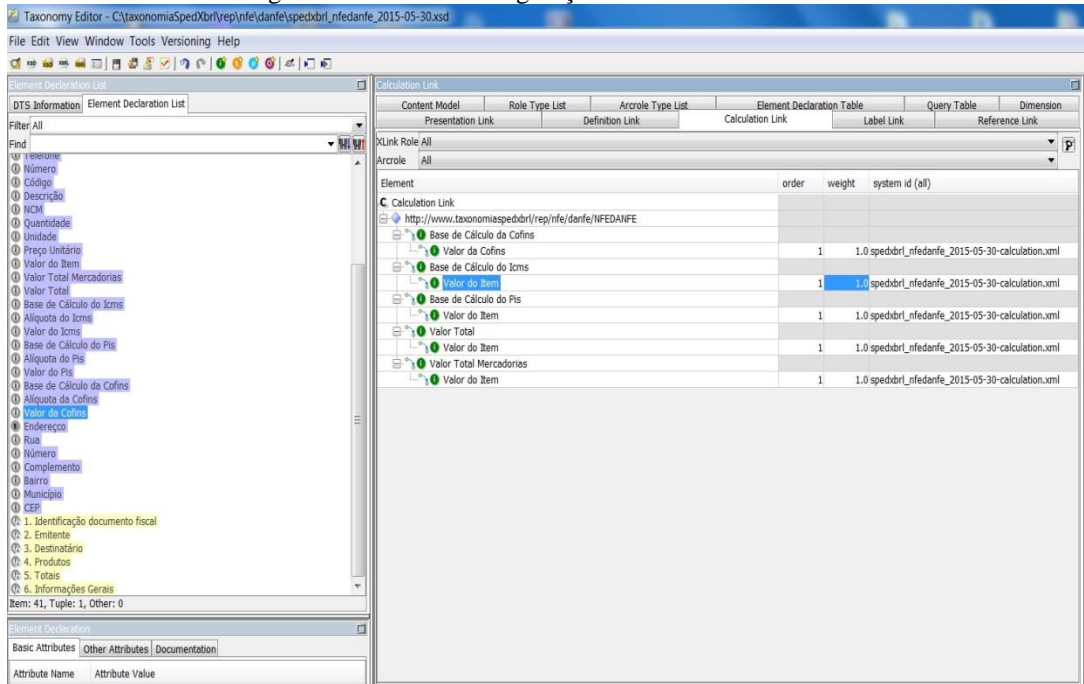 Taxonomy Editor - C:\taxonomiaSpedXbrl\rep\nfe\danfe\spedxbrl_nfedanfe_2015-05-30.xsd
File Edit View Window Tools Versioning Help
Element Declaration List
DTS Information Element Declaration List
Filter All
Find
Telefone
Número
Código
Descrição
NCM
Quantidade
Unidade
Preço Unitário
Valor do Item
Valor Total Mercadorias
Valor Total
Base de Cálculo do Icms
Alíquota do Icms
Valor do Icms
Base de Cálculo do Pis
Alíquota do Pis
Valor do Pis
Base de Cálculo da Cofins
Alíquota da Cofins
Valor da Cofins
Endereçco
Rua
Número
Complemento
Bairro
Município
CEP
1. Identificação documento fiscal
2. Emitente
3. Destinatário
4. Produtos
5. Totais
6. Informações Gerais
Item: 41, Tuple: 1, Other: 0
Element Declaration
Basic Attributes Other Attributes Documentation
Attribute Name Attribute Value
Calculation Link
Content Model Role Type List Arcrole Type List Element Declaration Table Query Table Dimension
Presentation Link Definition Link Calculation Link Label Link Reference Link
XLink Role All
Arcrole All
Element order weight system id (all)
C Calculation Link
http://www.taxonomiaspedxbrl/rep/nfe/danfe/NFEDANFE
Base de Cálculo da Cofins
Valor da Cofins 1 1.0 spedxbrl_nfedanfe_2015-05-30-calculation.xml
Base de Cálculo do Icms
Valor do Item 1 1.0 spedxbrl_nfedanfe_2015-05-30-calculation.xml
Base de Cálculo do Pis
Valor do Item 1 1.0 spedxbrl_nfedanfe_2015-05-30-calculation.xml
Valor Total
Valor do Item 1 1.0 spedxbrl_nfedanfe_2015-05-30-calculation.xml
Valor Total Mercadorias
Valor do Item 1 1.0 spedxbrl_nfedanfe_2015-05-30-calculation.xml